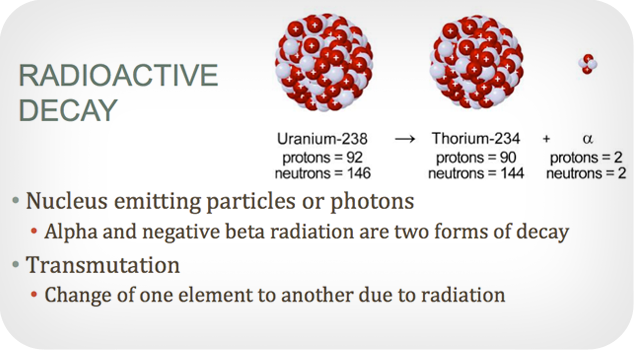 RADIOACTIVE
DECAY
Uranium-238 → Thorium-234 + α
protons = 92 protons = 90 protons = 2
neutrons = 146 neutrons = 144 neutrons = 2
• Nucleus emitting particles or photons
• Alpha and negative beta radiation are two forms of decay
• Transmutation
• Change of one element to another due to radiation